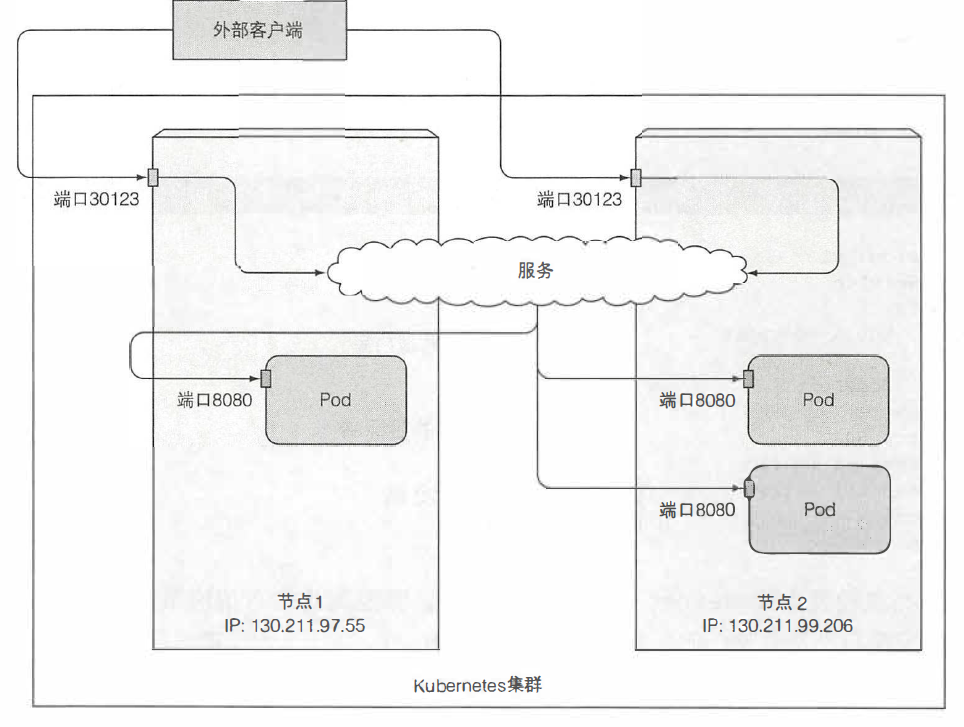 外部客户端
端口30123
端口30123
服务
端口8080
Pod
端口8080
Pod
端口8080
Pod
节点1
IP: 130.211.97.55
节点 2
IP: 130.211.99.206
Kubernetes集群